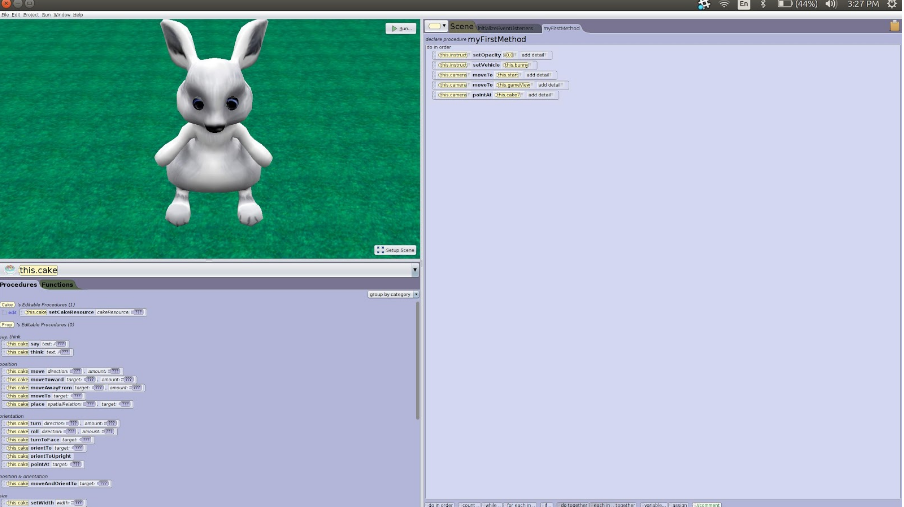 En (44%) 3:27 PM
File Edit Project Run Window Help
Run...
Setup Scene
this.cake
Procedures Functions
group by category
Cake 's Editable Procedures (1)
edit this.cake setCakeResource cakeResource: ???
Prop 's Editable Procedures (0)
say, think
this.cake say text: ???
this.cake think text: ???
position
this.cake move direction: ??? , amount: ???
this.cake moveToward target: ??? , amount: ???
this.cake moveAwayFrom target: ??? , amount: ???
this.cake moveTo target: ???
this.cake place spatialRelation: ??? , target: ???
orientation
this.cake turn direction: ??? , amount: ???
this.cake roll direction: ??? , amount: ???
this.cake turnToFace target: ???
this.cake orientTo target: ???
this.cake orientToUpright
this.cake pointAt target: ???
position & orientation
this.cake moveAndOrientTo target: ???
size
this.cake setWidth width: ???
Scene myFirstMethod
declare procedure myFirstMethod
do in order
setOpacity 0.0 add detail
setVehicle this.bunny
this.camera moveTo this.start add detail
this.camera moveTo this.gameView add detail
this.camera pointAt add detail
do in order count while for each in if do together each in together variable... assign //comment